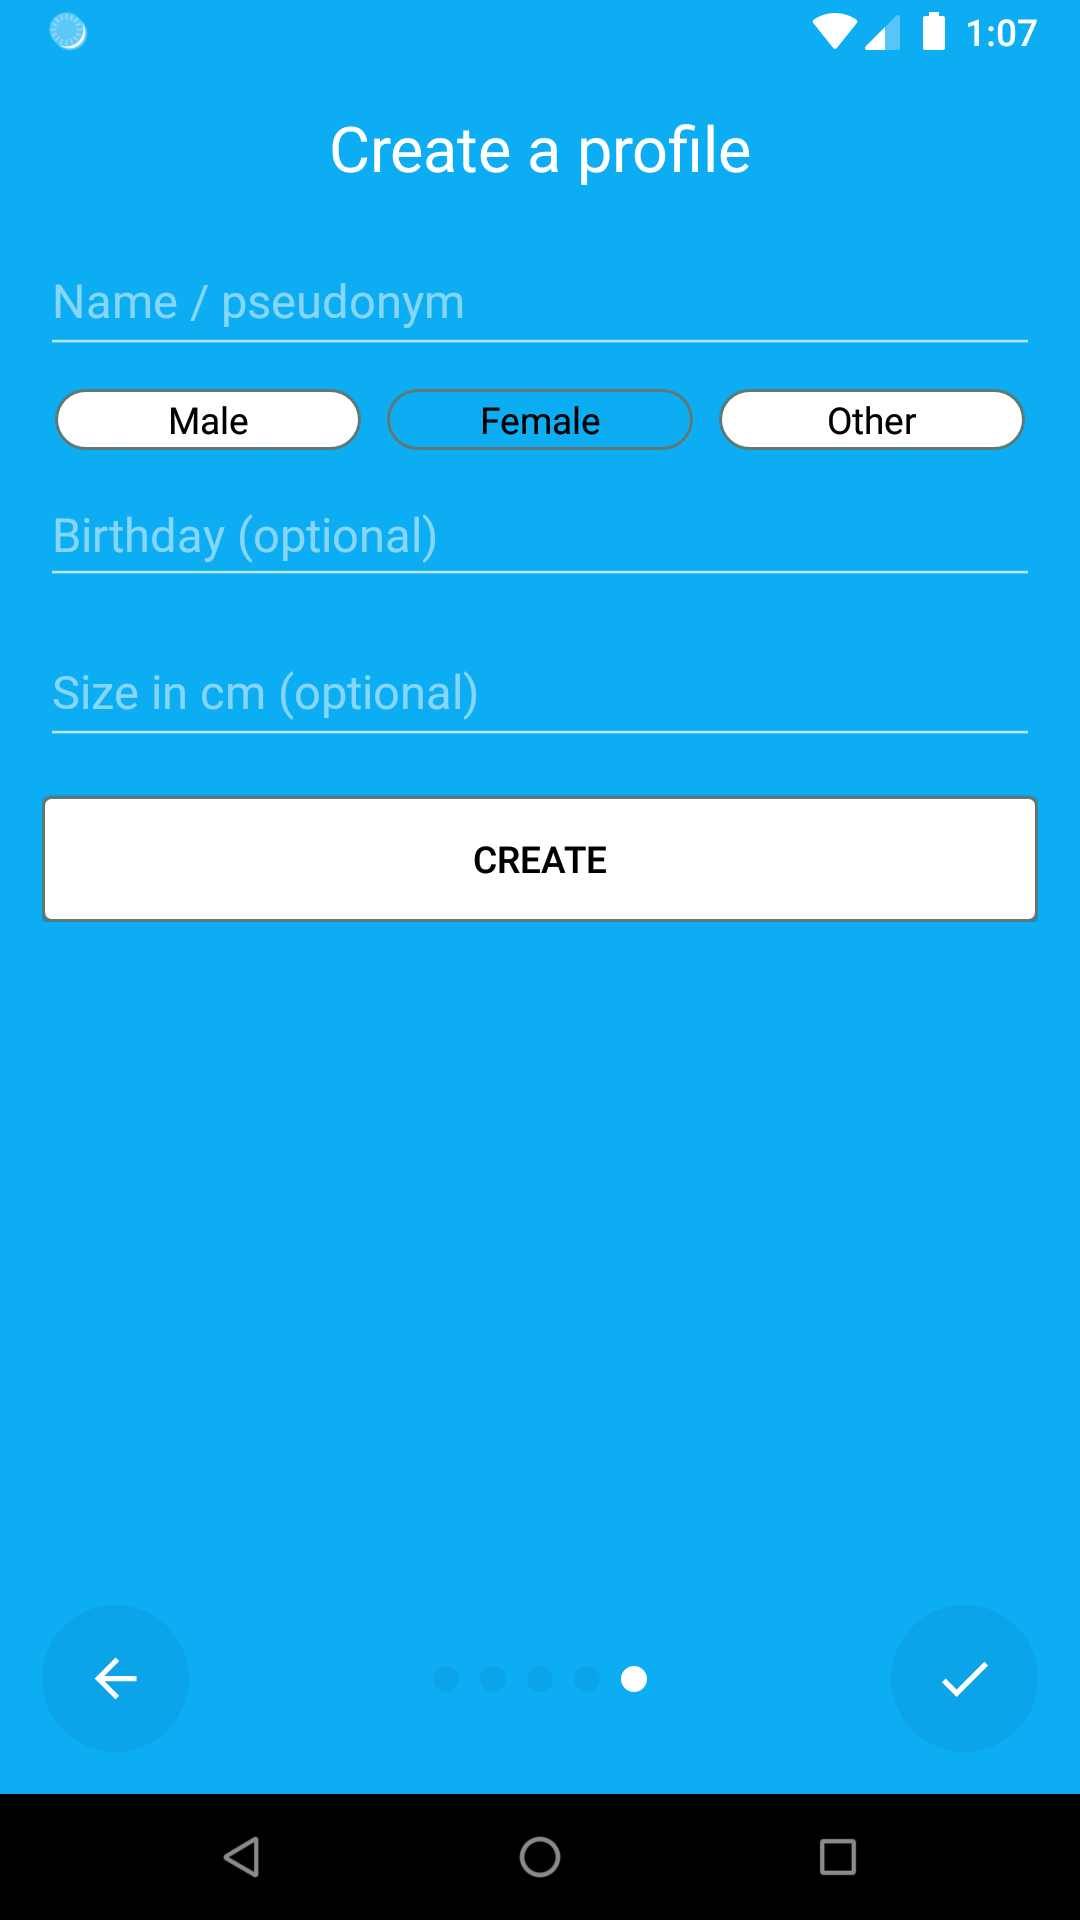 1:07
Create a profile
Name / pseudonym
Male Female Other
Birthday (optional)
Size in cm (optional)
CREATE